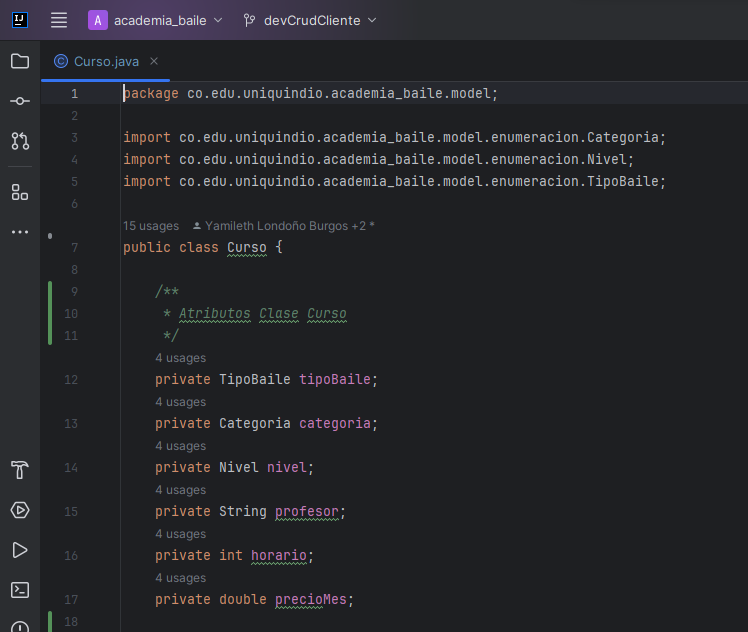 IJ
A academia_baile devCrudCliente
C Curso.java ×
1 package co.edu.uniquindio.academia_baile.model;
2
3 import co.edu.uniquindio.academia_baile.model.enumeracion.Categoria;
4 import co.edu.uniquindio.academia_baile.model.enumeracion.Nivel;
5 import co.edu.uniquindio.academia_baile.model.enumeracion.TipoBaile;
6
15 usages Yamileth Londoño Burgos +2 *
7 public class Curso {
8
9 /**
10 * Atributos Clase Curso
11 */
4 usages
12 private TipoBaile tipoBaile;
4 usages
13 private Categoria categoria;
4 usages
14 private Nivel nivel;
4 usages
15 private String profesor;
4 usages
16 private int horario;
4 usages
17 private double precioMes;
18